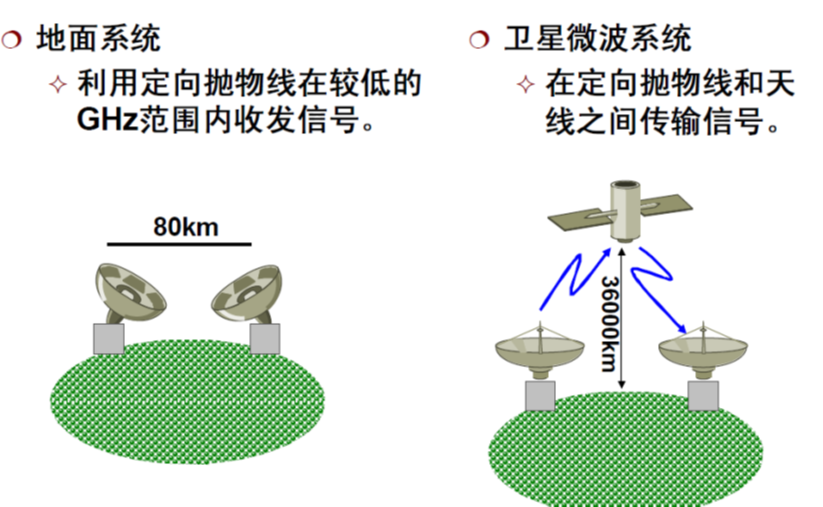 地面系统
利用定向抛物线在较低的
GHz范围内收发信号。
80km
卫星微波系统
在定向抛物线和天
线之间传输信号。
36000km